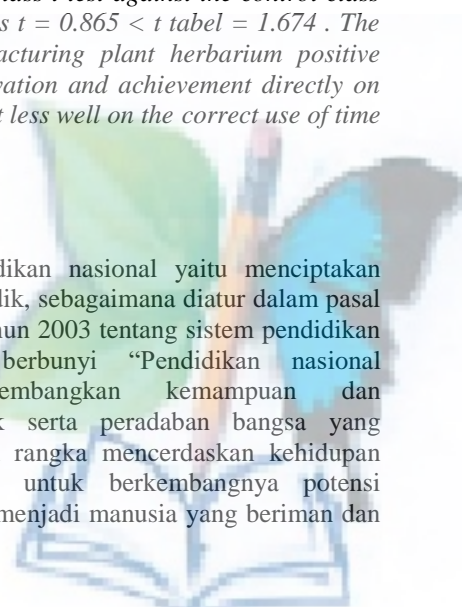 lass t test against the control class
s t = 0.865 < t tabel = 1.674 . The
acturing plant herbarium positive
vation and achievement directly on
t less well on the correct use of time
dikan nasional yaitu menciptakan
dik, sebagaimana diatur dalam pasal
hun 2003 tentang sistem pendidikan
berbunyi “Pendidikan nasional
embangkan kemampuan dan
k serta peradaban bangsa yang
rangka mencerdaskan kehidupan
untuk berkembangnya potensi
menjadi manusia yang beriman dan